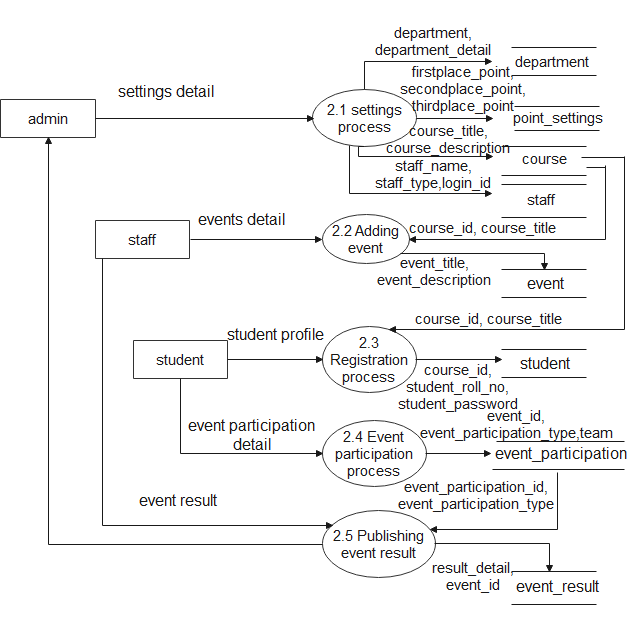 department,
department_detail
department
settings detail
firstplace_point,
secondplace_point,
thirdplace_point
admin
2.1 settings
process
point_settings
course_title,
course_description
course
staff_name,
staff_type,login_id
staff
events detail
staff
2.2 Adding
event
course_id, course_title
event_title,
event_description
event
course_id, course_title
student profile
student
2.3
Registration
process
student
course_id,
student_roll_no,
student_password
event participation
detail
event_id,
event_participation_type,team
2.4 Event
participation
process
event_participation
event result
event_participation_id,
event_participation_type
2.5 Publishing
event result
result_detail,
event_id
event_result